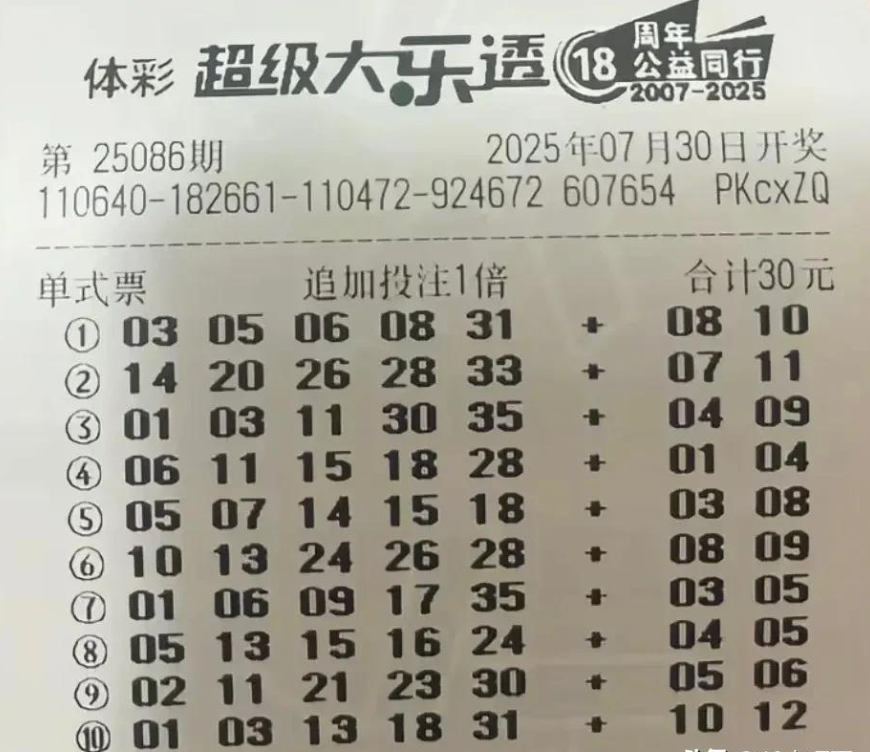 体彩 超级大乐透 18 周年
公益同行
2007-2025
第 25086期 2025年07月30日开奖
110640-182661-110472-924672 607654 PKcxZQ
单式票 追加投注1倍 合计30元
① 03 05 06 08 31 + 08 10
② 14 20 26 28 33 + 07 11
③ 01 03 11 30 35 + 04 09
④ 06 11 15 18 28 + 01 04
⑤ 05 07 14 15 18 + 03 08
⑥ 10 13 24 26 28 + 08 09
⑦ 01 06 09 17 35 + 03 05
⑧ 05 13 15 16 24 + 04 05
⑨ 02 11 21 23 30 + 05 06
⑩ 01 03 13 18 31 + 10 12